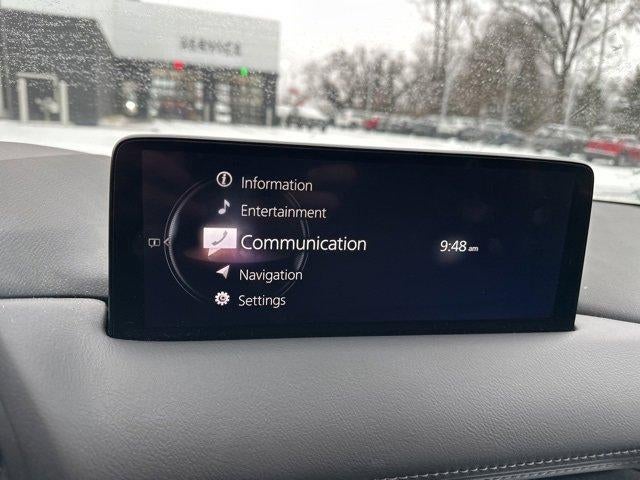 SERVICE
Information
Entertainment
Communication
9:48 am
Navigation
Settings